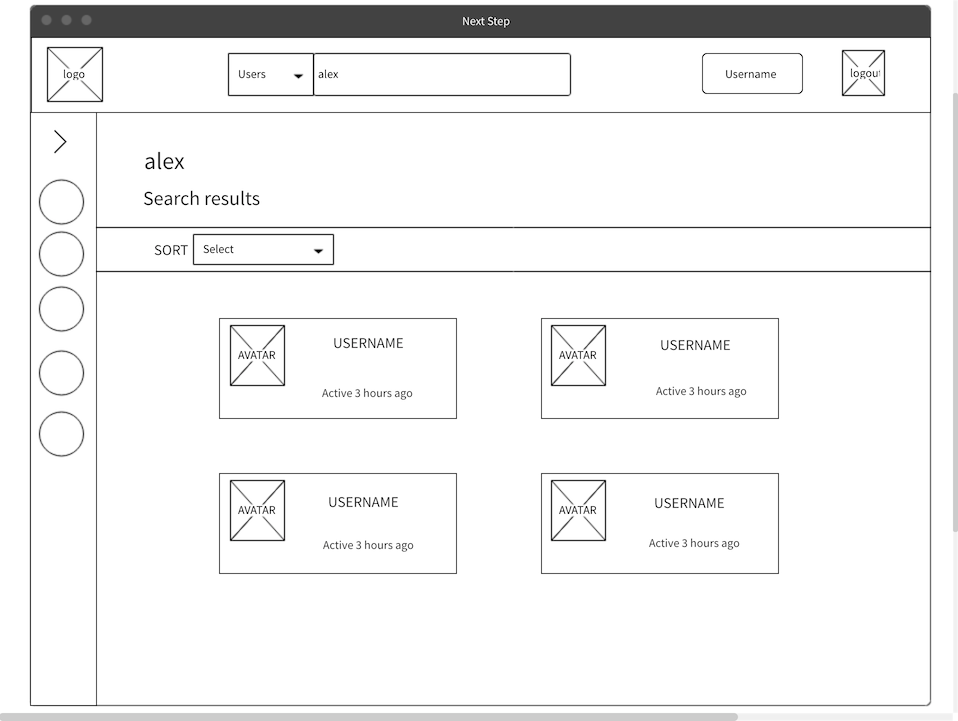 Next Step
logo
Users
alex
Username
logout
alex
Search results
SORT
Select
AVATAR
USERNAME
Active 3 hours ago
AVATAR
USERNAME
Active 3 hours ago
AVATAR
USERNAME
Active 3 hours ago
AVATAR
USERNAME
Active 3 hours ago